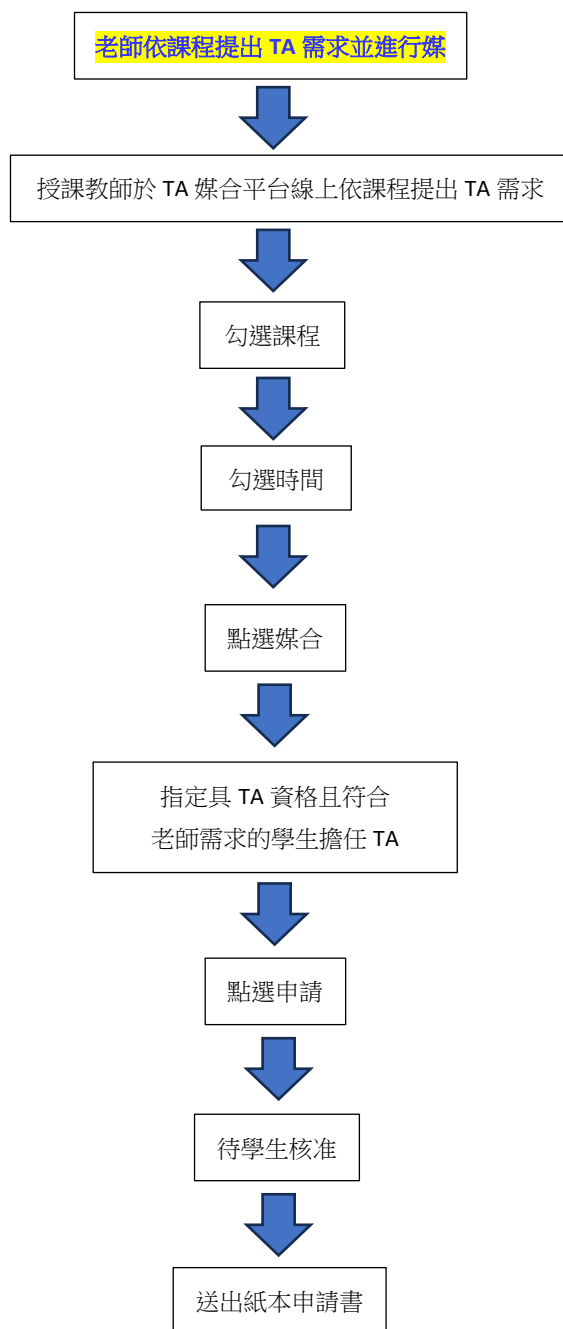 老師依課程提出 TA 需求並進行媒
授課教師於 TA 媒合平台線上依課程提出 TA 需求
勾選課程
勾選時間
點選媒合
指定具 TA 資格且符合
老師需求的學生擔任 TA
點選申請
待學生核准
送出紙本申請書